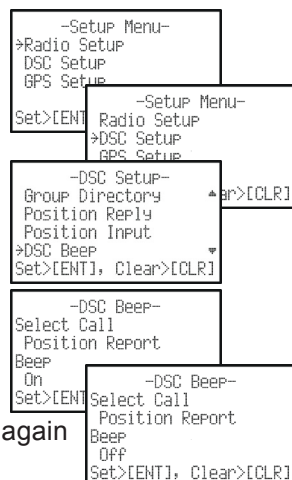 -Setup Menu-
→Radio Setup
DSC Setup
GPS Setup
Set>[ENT
-Setup Menu-
Radio Setup
→DSC Setup
GPS Setup
ar>[CLR]
-DSC Setup-
Group Directory
Position Reply
Position Input
→DSC Beep
Set>[ENT], Clear>[CLR]
-DSC Beep-
Select Call
Position Report
Beep
On
Set>[ENT
again
-DSC Beep-
Select Call
Position Report
Beep
Off
Set>[ENT], Clear>[CLR]